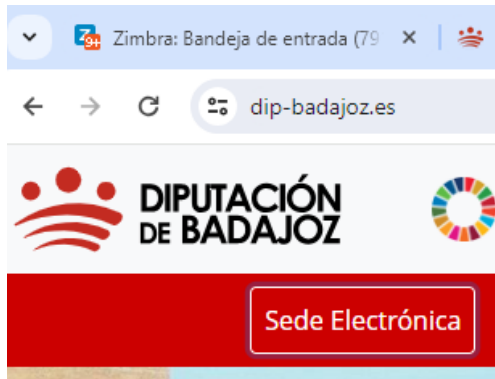 Zimbra: Bandeja de entrada (79
dip-badajoz.es
DIPUTACIÓN
DE BADAJOZ
Sede Electrónica